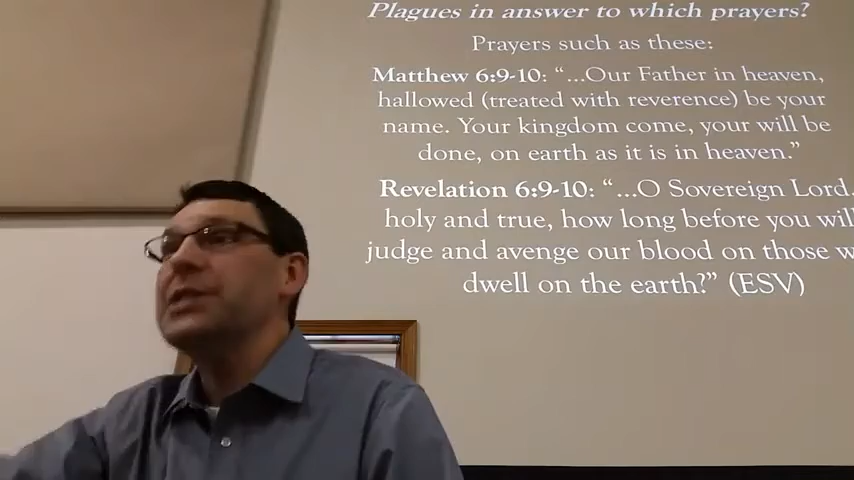 Plagues in answer to which prayers?
Prayers such as these:
Matthew 6:9-10: “...Our Father in heaven,
hallowed (treated with reverence) be your
name. Your kingdom come, your will be
done, on earth as it is in heaven.”
Revelation 6:9-10: “...O Sovereign Lord,
holy and true, how long before you will
judge and avenge our blood on those
dwell on the earth?” (ESV)